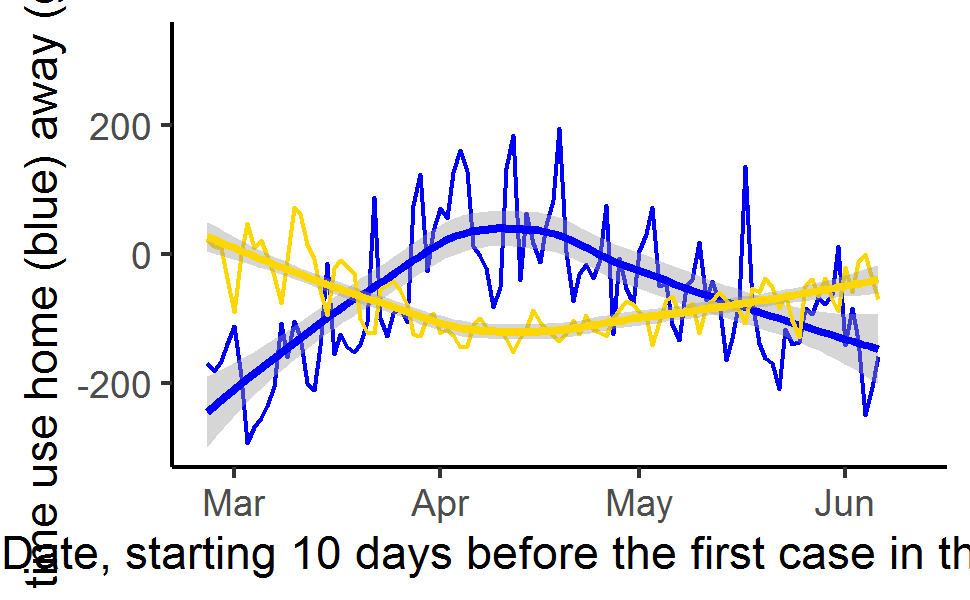 time use home (blue) away (
200
0
-200
Mar Apr May Jun
Date, starting 10 days before the first case in th